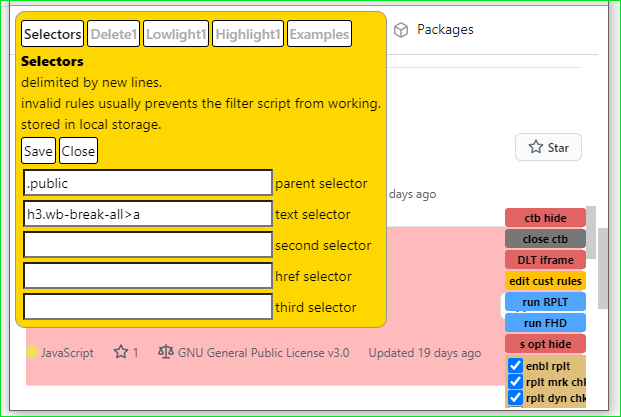 Selectors Delete1 Lowlight1 Highlight1 Examples
Packages
Selectors
delimited by new lines.
invalid rules usually prevents the filter script from working.
stored in local storage.
Save Close
Star
.public parent selector
days ago
h3.wb-break-all>a text selector
second selector
href selector
third selector
ctb hide
close ctb
DLT iframe
edit cust rules
run RPLT
run FHD
s opt hide
enbl rplt
rplt mrk chk
rplt dyn chk
JavaScript 1 GNU General Public License v3.0 Updated 19 days ago